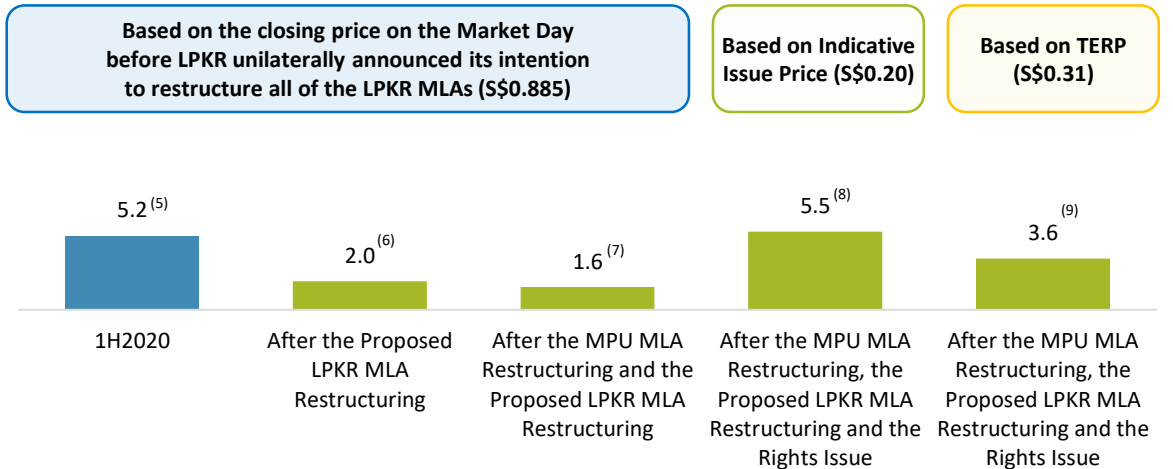 Based on the closing price on the Market Day
before LPKR unilaterally announced its intention
to restructure all of the LPKR MLAs (S$0.885)
Based on Indicative
Issue Price (S$0.20)
Based on TERP
(S$0.31)
5.2 (5)
2.0 (6)
1.6 (7)
5.5 (8)
3.6 (9)
1H2020
After the Proposed
LPKR MLA
Restructuring
After the MPU MLA
Restructuring and the
Proposed LPKR MLA
Restructuring
After the MPU MLA
Restructuring, the
Proposed LPKR MLA
Restructuring and the
Rights Issue
After the MPU MLA
Restructuring, the
Proposed LPKR MLA
Restructuring and the
Rights Issue